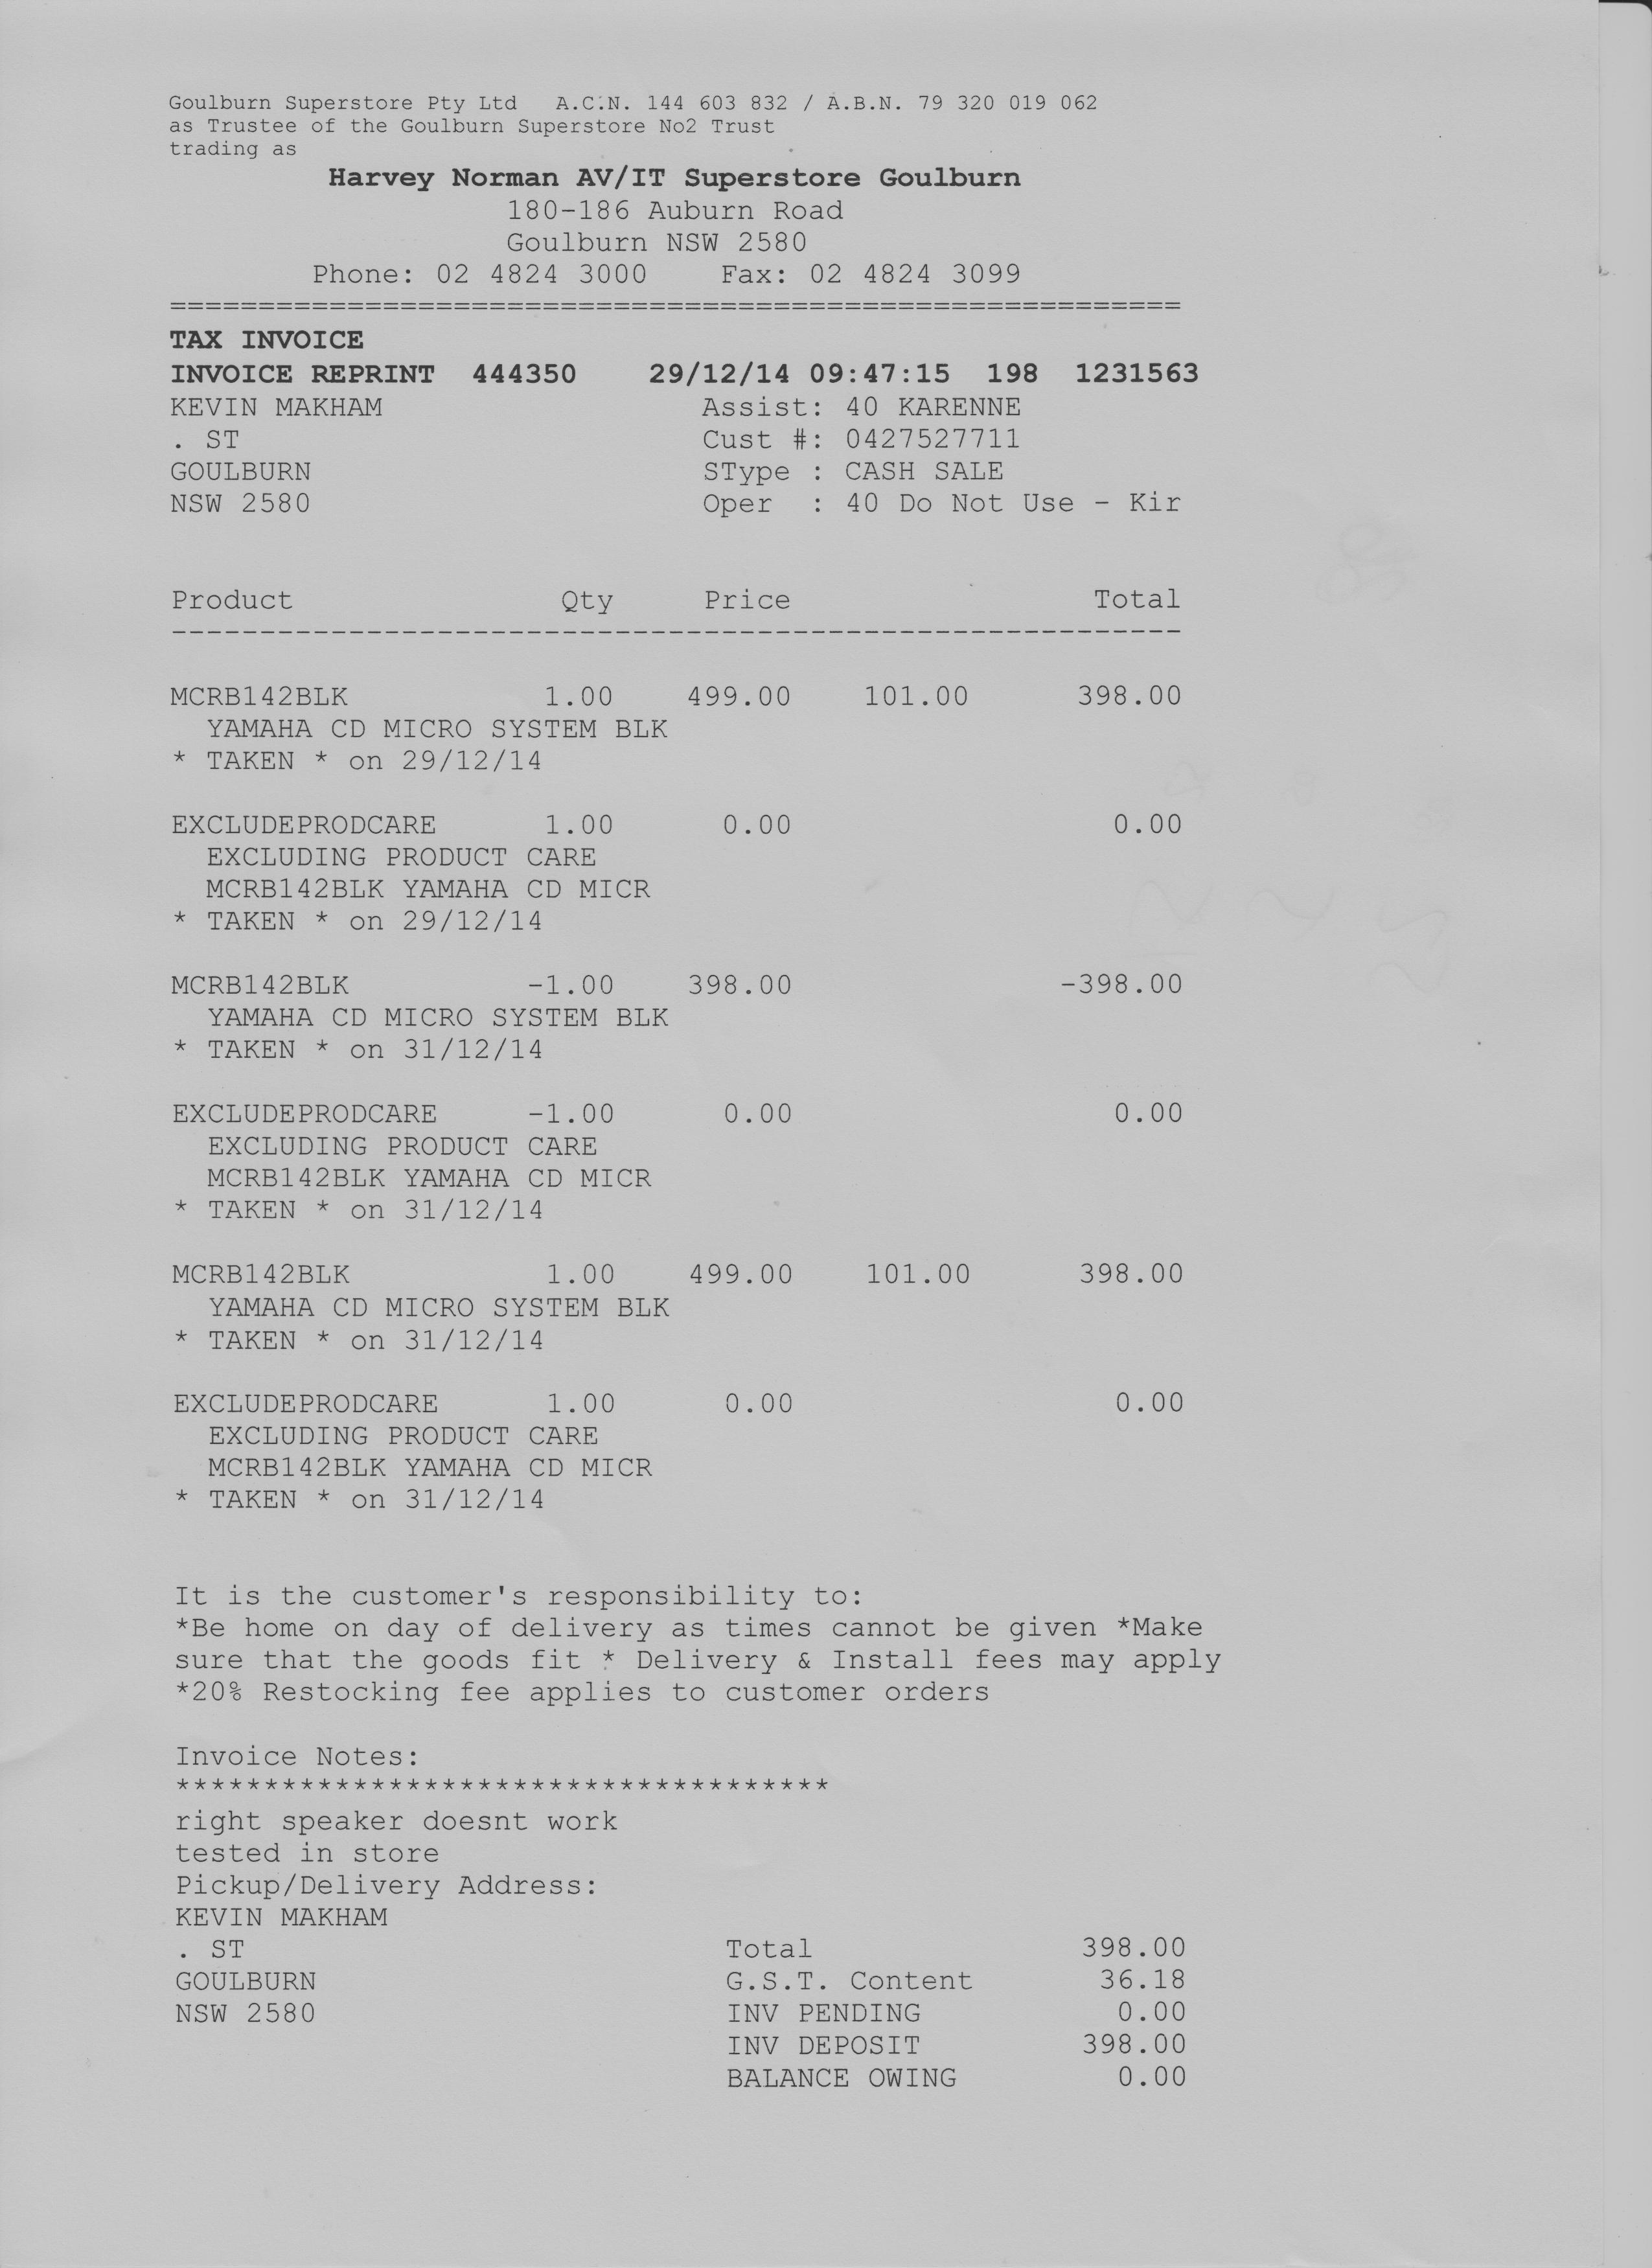 Goulburn Superstore Pty Ltd   A.C.N. 144 603 832 / A.B.N. 79 320 019 062
as Trustee of the Goulburn Superstore No2 Trust
trading as
Harvey Norman AV/IT Superstore Goulburn
180-186 Auburn Road
Goulburn NSW 2580
Phone: 02 4824 3000    Fax: 02 4824 3099
=========================================================
TAX INVOICE
INVOICE REPRINT  444350    29/12/14 09:47:15  198  1231563
KEVIN MAKHAM                  Assist: 40 KARENNE
. ST                          Cust #: 0427527711
GOULBURN                      SType : CASH SALE
NSW 2580                      Oper  : 40 Do Not Use - Kir
Product               Qty     Price                 Total
---------------------------------------------------------
MCRB142BLK           1.00    499.00    101.00      398.00
YAMAHA CD MICRO SYSTEM BLK
* TAKEN * on 29/12/14
EXCLUDEPRODCARE      1.00      0.00                  0.00
EXCLUDING PRODUCT CARE
MCRB142BLK YAMAHA CD MICR
* TAKEN * on 29/12/14
MCRB142BLK          -1.00    398.00               -398.00
YAMAHA CD MICRO SYSTEM BLK
* TAKEN * on 31/12/14
EXCLUDEPRODCARE     -1.00      0.00                  0.00
EXCLUDING PRODUCT CARE
MCRB142BLK YAMAHA CD MICR
* TAKEN * on 31/12/14
MCRB142BLK           1.00    499.00    101.00      398.00
YAMAHA CD MICRO SYSTEM BLK
* TAKEN * on 31/12/14
EXCLUDEPRODCARE      1.00      0.00                  0.00
EXCLUDING PRODUCT CARE
MCRB142BLK YAMAHA CD MICR
* TAKEN * on 31/12/14
It is the customer's responsibility to:
*Be home on day of delivery as times cannot be given *Make
sure that the goods fit * Delivery & Install fees may apply
*20% Restocking fee applies to customer orders
Invoice Notes:
*************************************
right speaker doesnt work
tested in store
Pickup/Delivery Address:
KEVIN MAKHAM
. ST                           Total               398.00
GOULBURN                       G.S.T. Content       36.18
NSW 2580                       INV PENDING           0.00
INV DEPOSIT         398.00
BALANCE OWING         0.00